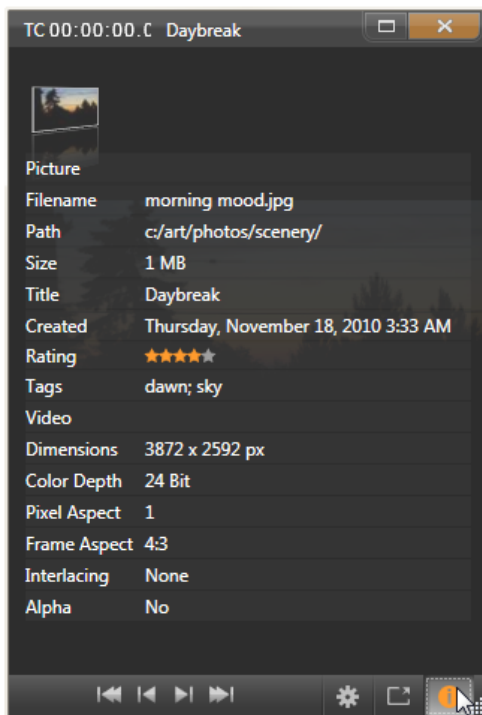 TC 00:00:00.0 Daybreak
Picture
Filename morning mood.jpg
Path c:/art/photos/scenery/
Size 1 MB
Title Daybreak
Created Thursday, November 18, 2010 3:33 AM
Rating
Tags dawn; sky
Video
Dimensions 3872 x 2592 px
Color Depth 24 Bit
Pixel Aspect 1
Frame Aspect 4:3
Interlacing None
Alpha No